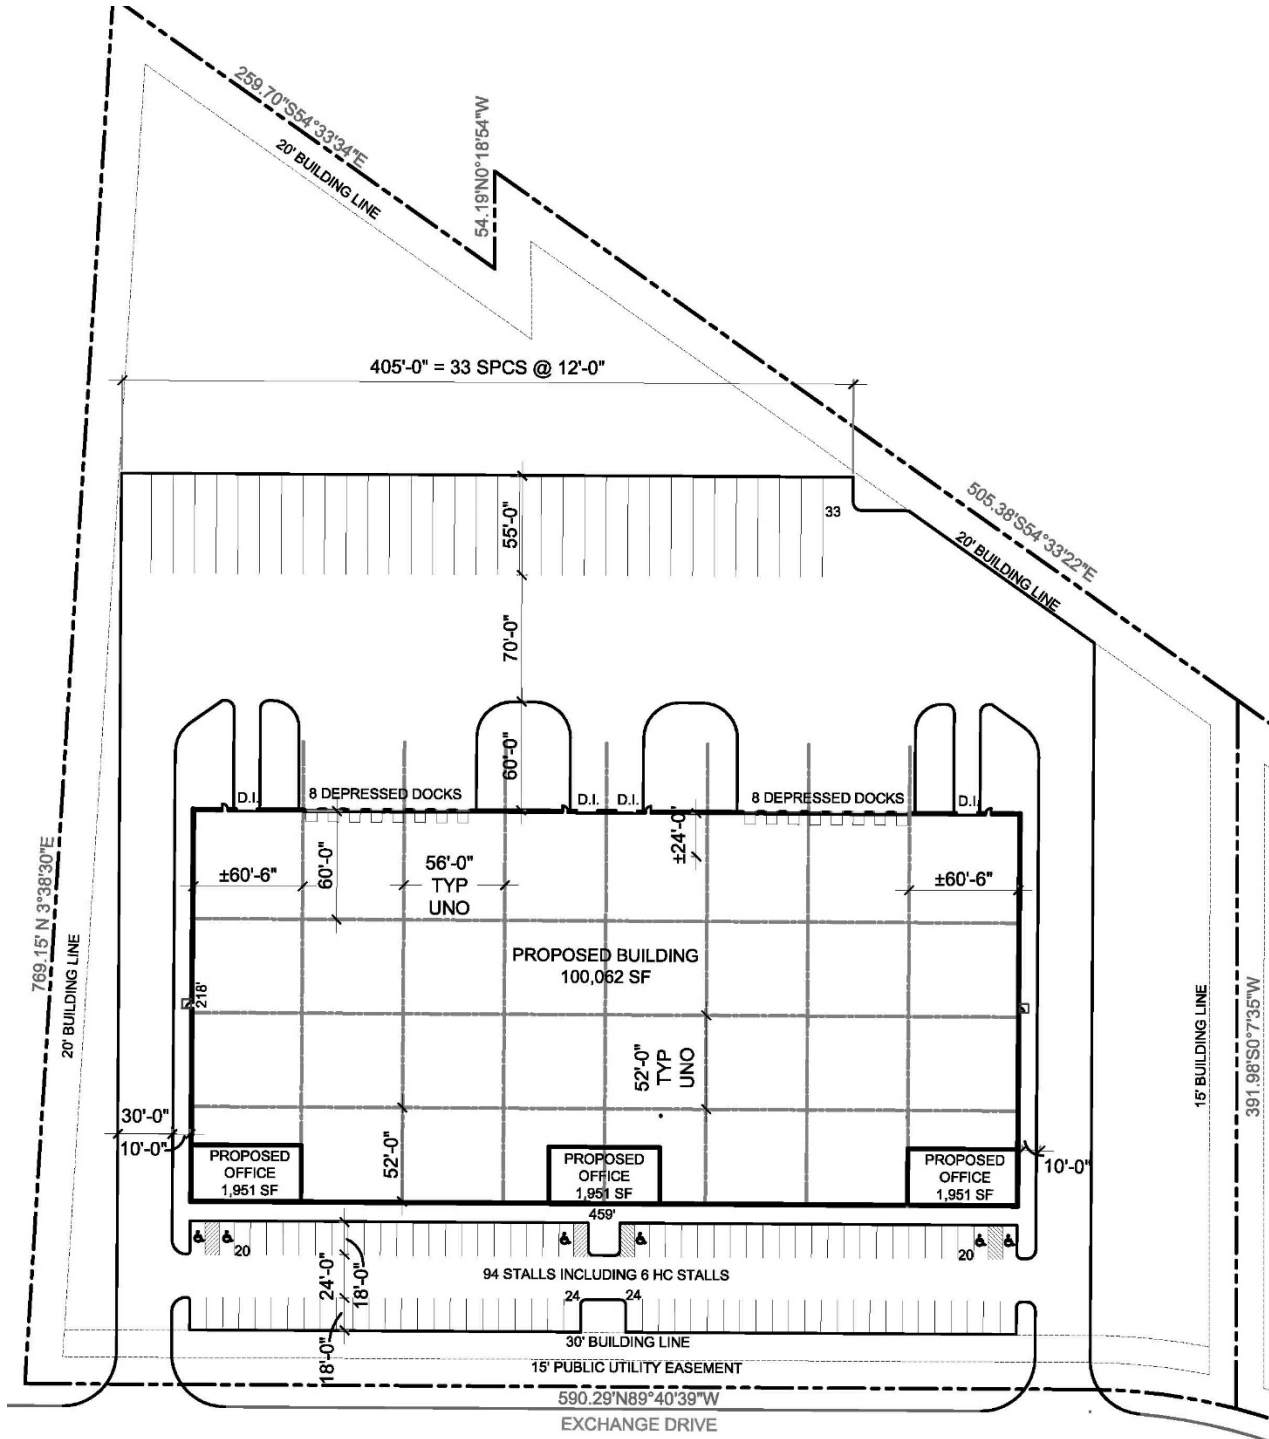 259.70"S54°33'34"E
20' BUILDING LINE
54.19'N0°18'54"W
405'-0" = 33 SPCS @ 12'-0"
505.38'S54°33'22"E
20' BUILDING LINE
33
55'-0"
70'-0"
60'-0"
D.I.
8 DEPRESSED DOCKS
D.I.
D.I.
8 DEPRESSED DOCKS
D.I.
±60'-6"
60'-0"
56'-0"
TYP
UNO
±24'-0"
±60'-6"
769.15' N 3°38'30"E
20' BUILDING LINE
218'
PROPOSED BUILDING
100,062 SF
52'-0"
TYP
UNO
15' BUILDING LINE
391.98'S0°7'35"W
30'-0"
10'-0"
PROPOSED
OFFICE
1,951 SF
52'-0"
PROPOSED
OFFICE
1,951 SF
PROPOSED
OFFICE
1,951 SF
10'-0"
459'
20
20
24'-0"
18'-0"
94 STALLS INCLUDING 6 HC STALLS
24
24
18'-0"
30' BUILDING LINE
15' PUBLIC UTILITY EASEMENT
590.29'N89°40'39"W
EXCHANGE DRIVE